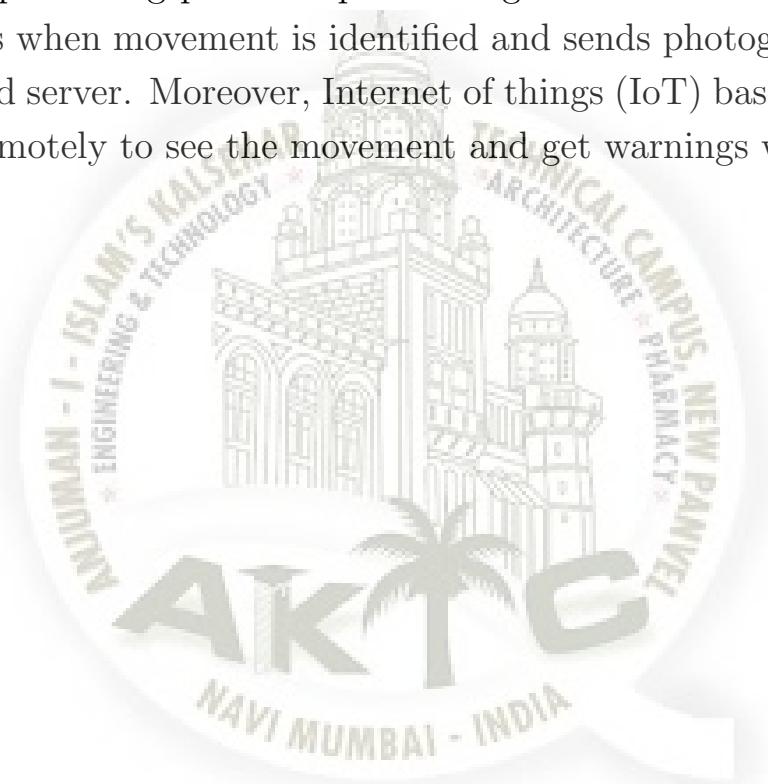 s when movement is identified and sends photog
d server. Moreover, Internet of things (IoT) bas
motely to see the movement and get warnings w
ANJUMAN - I - ISLAM'S KALSEKAR TECHNICAL CAMPUS, NEW PANVEL
ENGINEERING & TECHNOLOGY
ARCHITECTURE
PHARMACY
AKTC
NAVI MUMBAI - INDIA